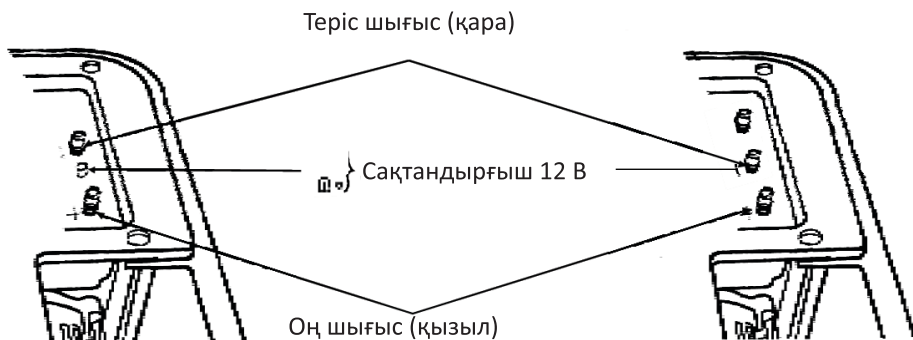 Теріс шығыс (қара)
Сақтандырғыш 12 В
Оң шығыс (қызыл)